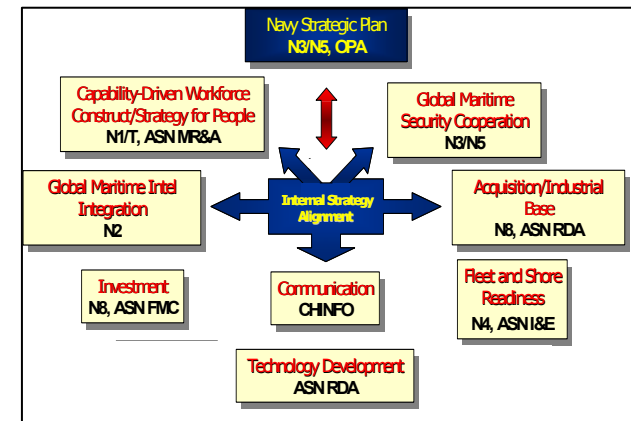 Navy Strategic Plan
N3/N5, OPA
Capability-Driven Workforce
Construct/Strategy for People
N1/T, ASN MR&A
Global Maritime
Security Cooperation
N3/N5
Global Maritime Intel
Integration
N2
Internal Strategy
Alignment
Acquisition/Industrial
Base
N8, ASN RDA
Investment
N8, ASN FMC
Communication
CHINFO
Fleet and Shore
Readiness
N4, ASN I&E
Technology Development
ASN RDA